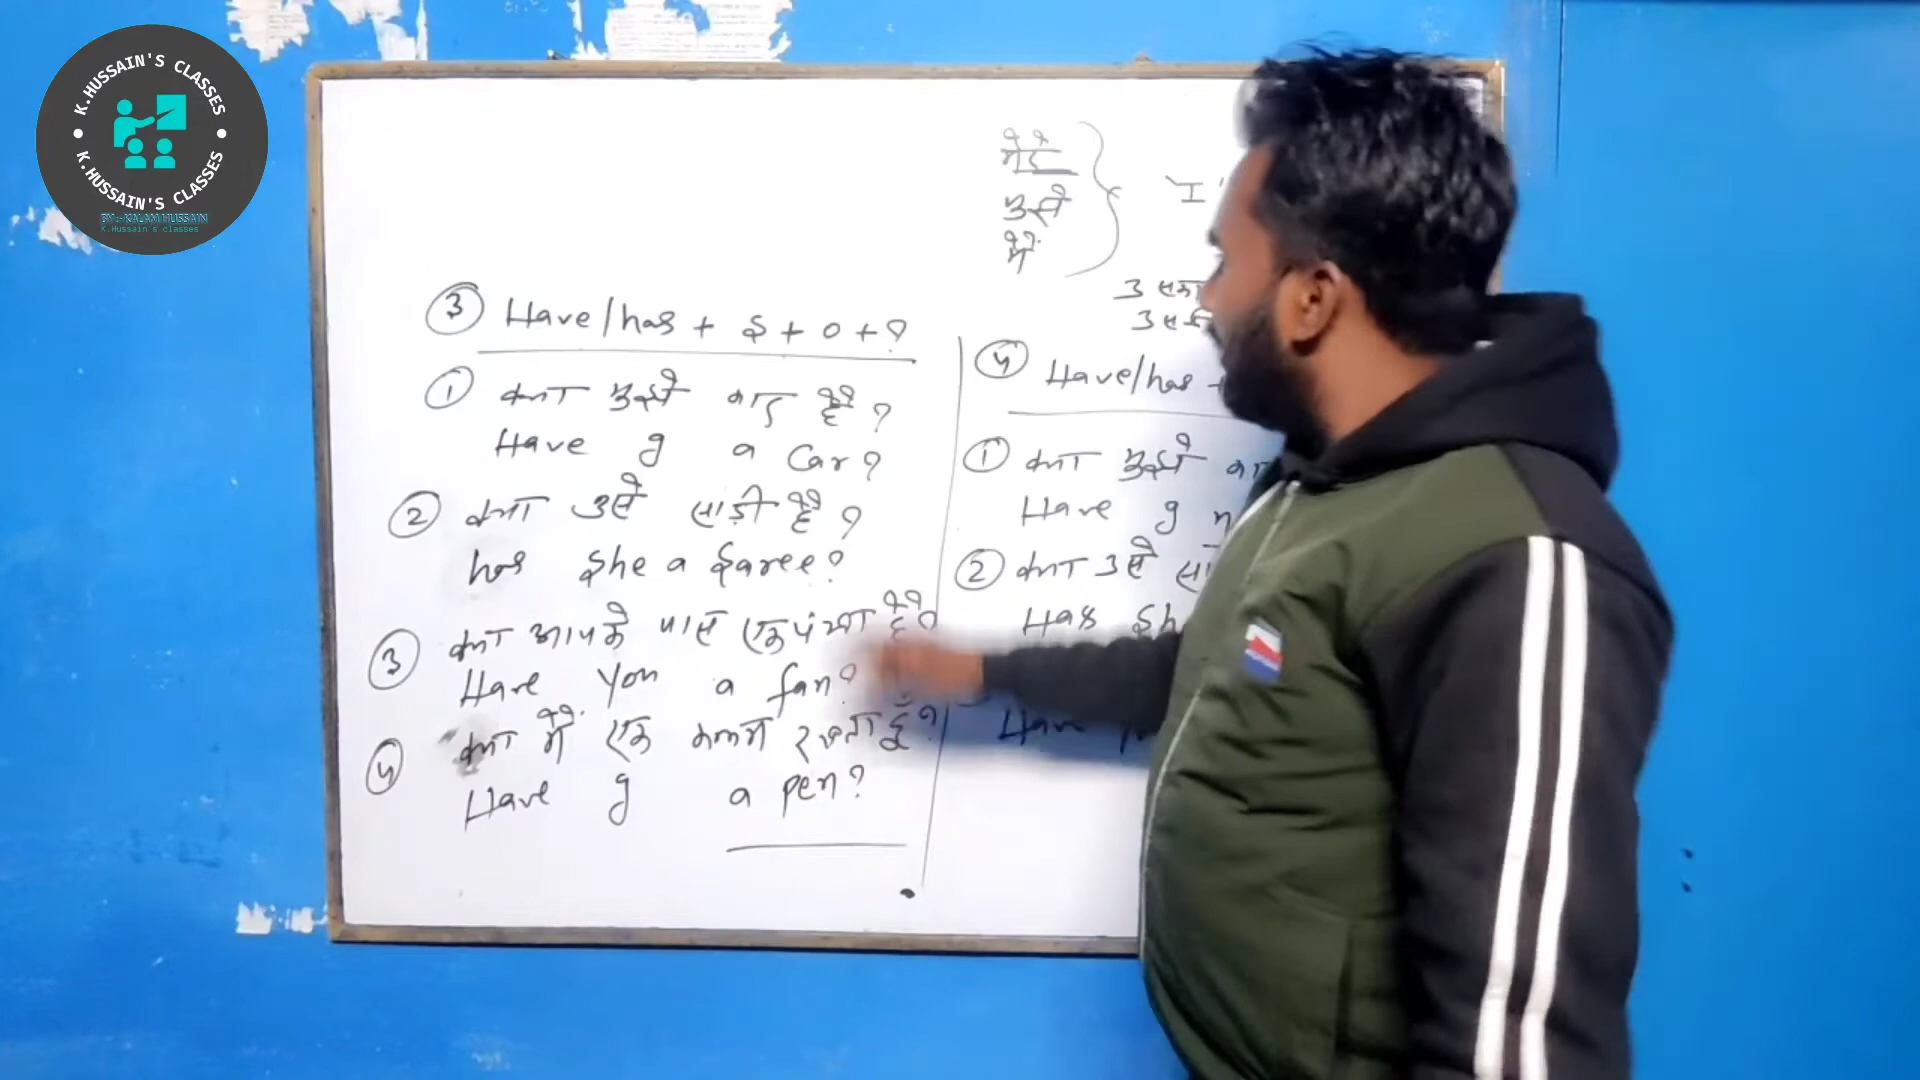 K.HUSSAIN'S CLASSES
K.HUSSAIN'S CLASSES
BY:-KALAM HUSSAIN
K.Hussain's classes
③ Have/has + S + O + ?
① क्या मुझे कार है?
Have I a Car?
② क्या उसे साड़ी है?
has She a Saree?
③ क्या आपके पास एक पंखा है?
Have You a fan?
④ क्या मैं एक कलम रखता हूँ?
Have I a pen?
मेरे
मुझे
मैं
I
④ Have/has +
① क्या मुझे
Have I
② क्या उसे
Has Sh
Have